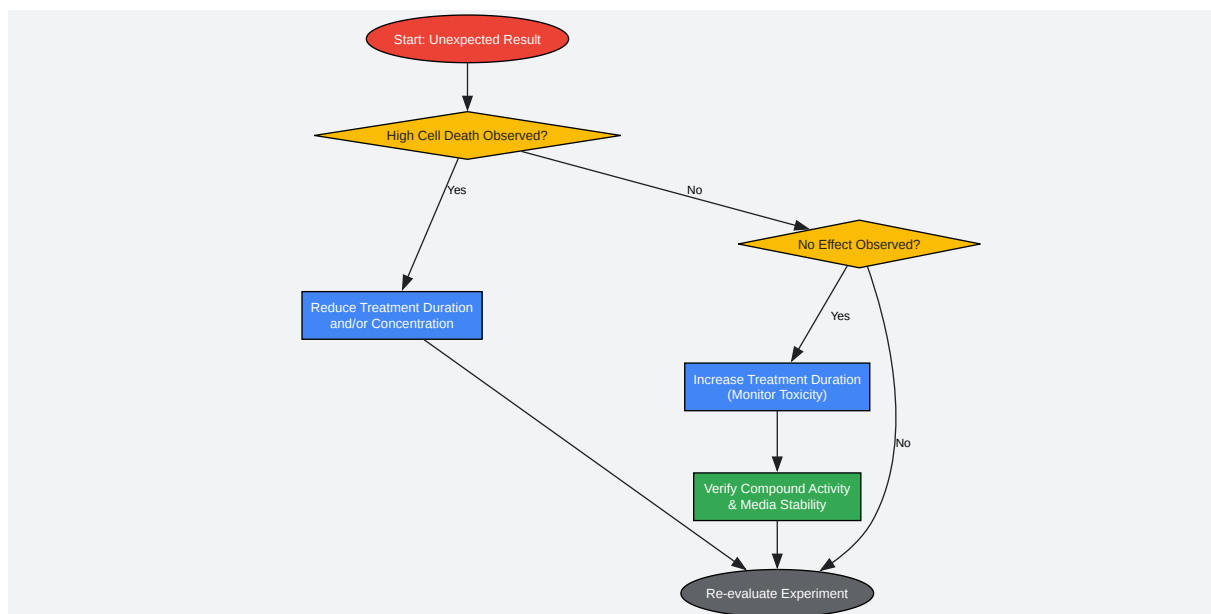 Start: Unexpected Result
High Cell Death Observed?
Yes
No
No Effect Observed?
Reduce Treatment Duration
and/or Concentration
Yes
Increase Treatment Duration
(Monitor Toxicity)
No
Verify Compound Activity
& Media Stability
Re-evaluate Experiment